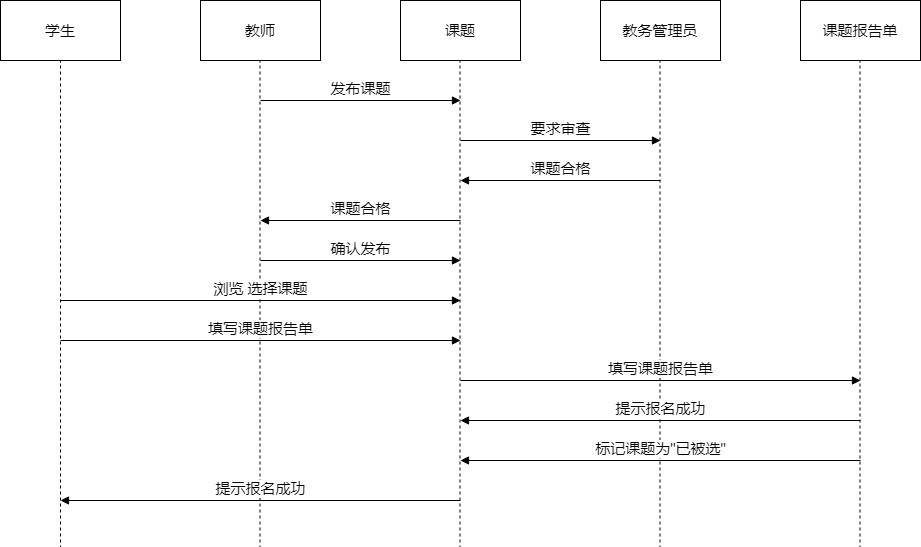 学生
教师
课题
教务管理员
课题报告单
发布课题
要求审查
课题合格
课题合格
确认发布
浏览 选择课题
填写课题报告单
填写课题报告单
提示报名成功
标记课题为"已被选"
提示报名成功